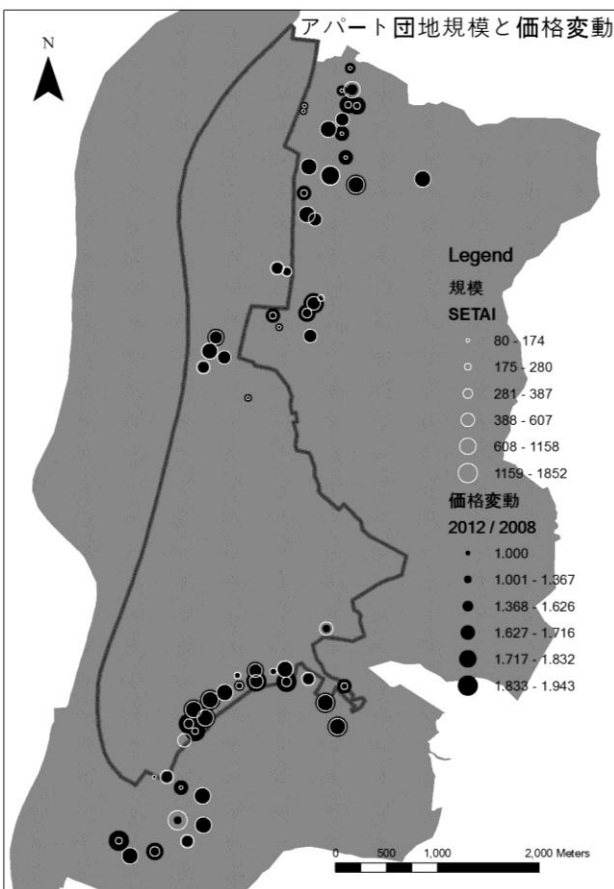 アパート団地規模と価格変動
N
Legend
規模
SETAI
80 - 174
175 - 280
281 - 387
388 - 607
608 - 1158
1159 - 1852
価格変動
2012 / 2008
1.000
1.001 - 1.367
1.368 - 1.626
1.627 - 1.716
1.717 - 1.832
1.833 - 1.943
0 500 1,000 2,000 Meters